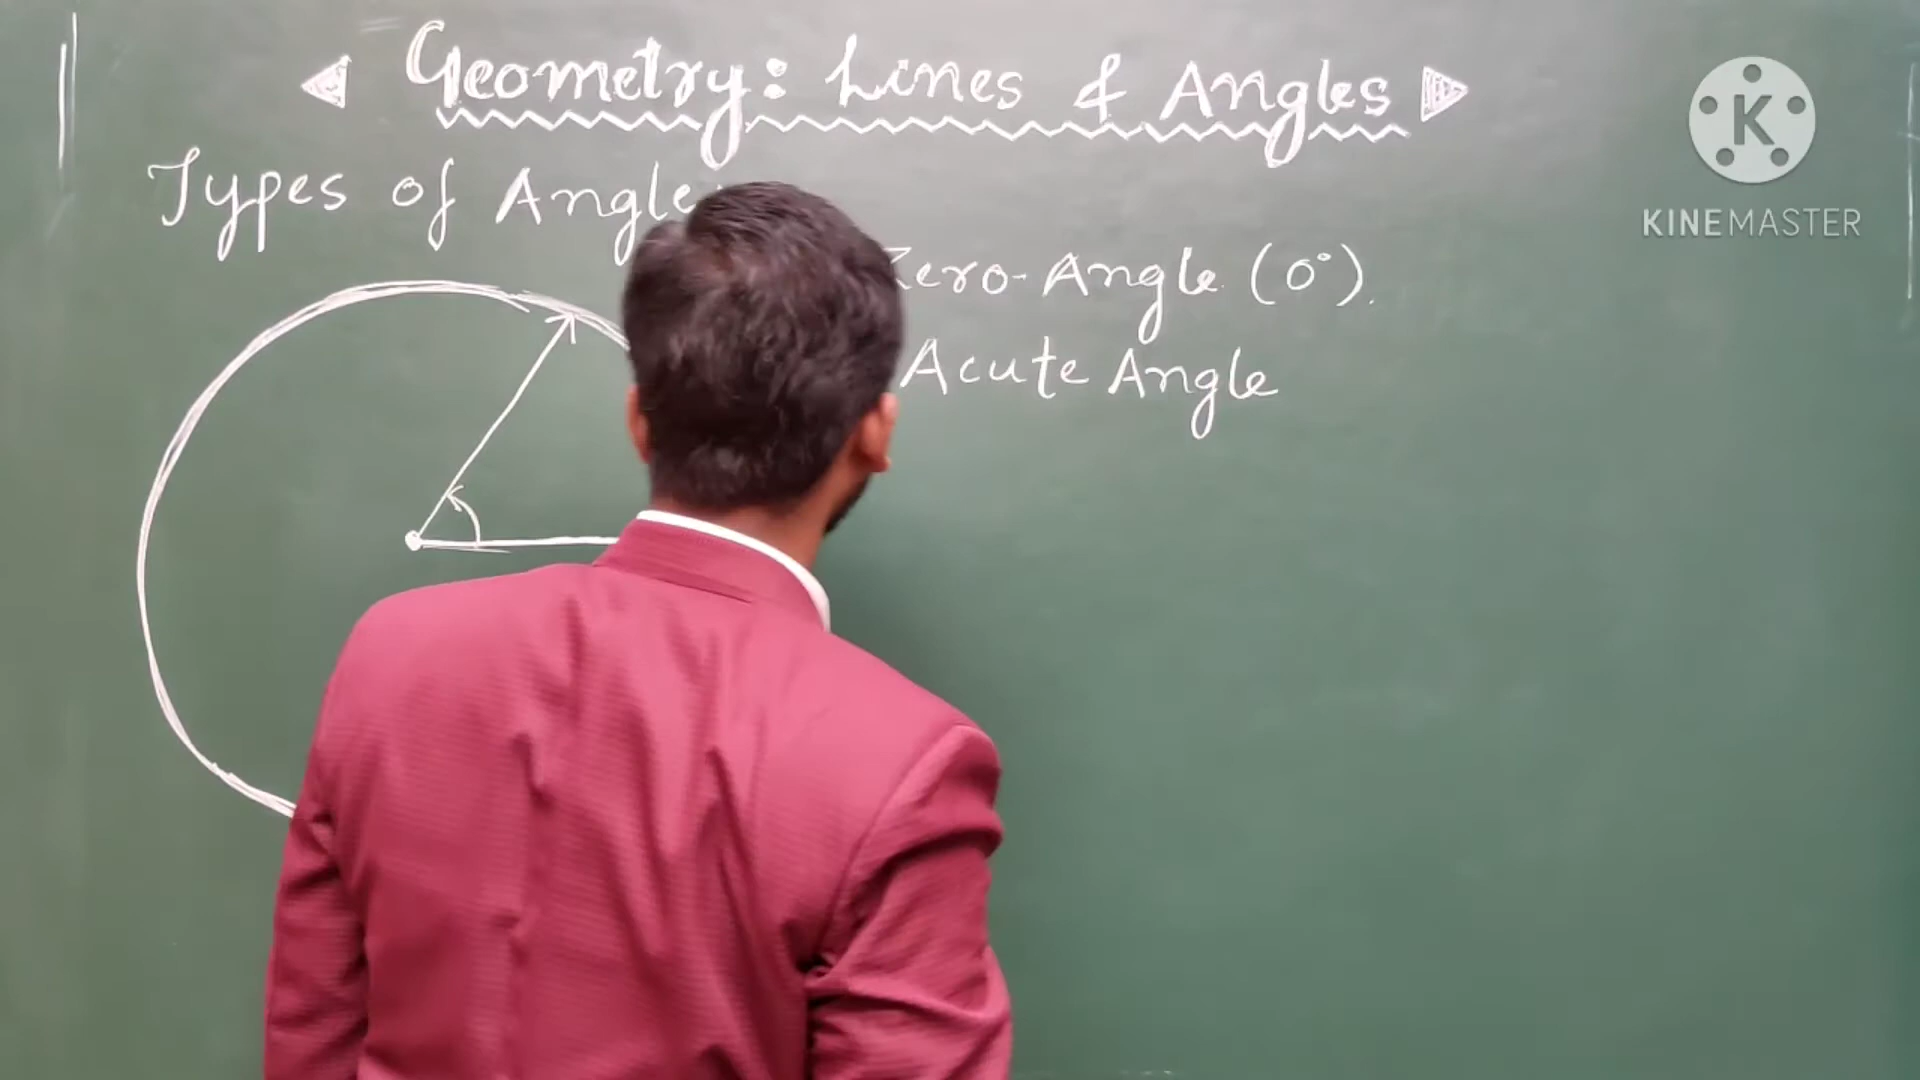 Geometry: Lines & Angles
Types of Angle
Zero-Angle (0°).
Acute Angle
K
KINEMASTER